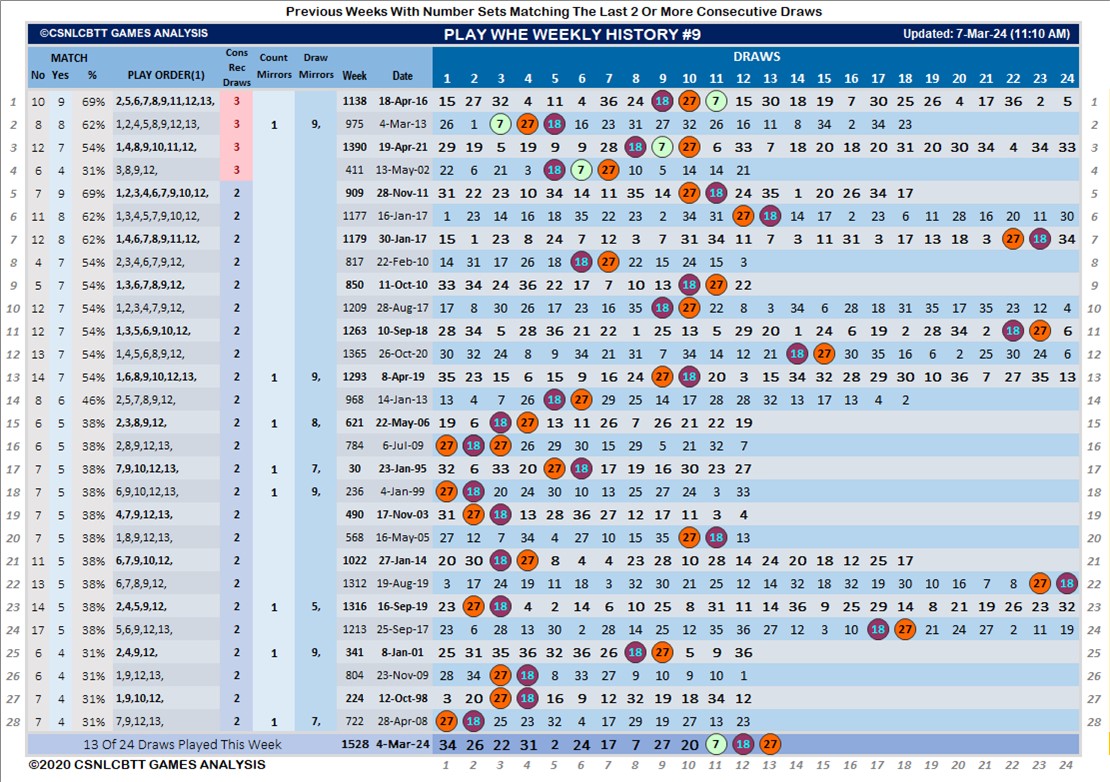 Previous Weeks With Number Sets Matching The Last 2 Or More Consecutive Draws
©CSNLCBTT GAMES ANALYSIS PLAY WHE WEEKLY HISTORY #9 Updated: 7-Mar-24 (11:10 AM)
MATCH Cons Rec Draws Count Mirrors Draw Mirrors DRAWS
No Yes % PLAY ORDER(1) Week Date 1 2 3 4 5 6 7 8 9 10 11 12 13 14 15 16 17 18 19 20 21 22 23 24
1 10 9 69% 2,5,6,7,8,9,11,12,13, 3 1138 18-Apr-16 15 27 32 4 11 4 36 24 18 27 7 15 30 18 19 7 30 25 26 4 17 36 2 5 1
2 8 8 62% 1,2,4,5,8,9,12,13, 3 1 9, 975 4-Mar-13 26 1 7 27 18 16 23 31 27 32 26 16 11 8 34 2 34 23 2
3 12 7 54% 1,4,8,9,10,11,12, 3 1390 19-Apr-21 29 19 5 19 9 9 28 18 7 27 6 33 7 18 20 18 20 31 20 30 34 4 34 33 3
4 6 4 31% 3,8,9,12, 3 411 13-May-02 22 6 21 3 18 7 27 10 5 14 14 21 4
5 7 9 69% 1,2,3,4,6,7,9,10,12, 2 909 28-Nov-11 31 22 23 10 34 14 11 35 14 27 18 24 35 1 20 26 34 17 5
6 11 8 62% 1,3,4,5,7,9,10,12, 2 1177 16-Jan-17 1 23 14 16 18 35 22 23 2 34 31 27 18 14 17 2 23 6 11 28 16 20 11 30 6
7 12 8 62% 1,4,6,7,8,9,11,12, 2 1179 30-Jan-17 15 1 23 8 24 7 12 3 7 31 34 11 7 3 11 31 3 17 13 18 3 27 18 34 7
8 4 7 54% 2,3,4,6,7,9,12, 2 817 22-Feb-10 14 31 17 26 18 18 27 22 15 24 15 3 8
9 5 7 54% 1,3,6,7,8,9,12, 2 850 11-Oct-10 33 34 24 36 22 17 7 10 13 18 27 22 9
10 12 7 54% 1,2,3,4,7,9,12, 2 1209 28-Aug-17 17 8 30 26 17 23 16 35 18 27 22 8 3 34 6 28 18 31 35 17 35 23 12 4 10
11 12 7 54% 1,3,5,6,9,10,12, 2 1263 10-Sep-18 28 34 5 28 36 21 22 1 25 13 5 29 20 1 24 6 19 2 28 34 2 18 27 6 11
12 13 7 54% 1,4,5,6,8,9,12, 2 1365 26-Oct-20 30 32 24 8 9 34 21 31 7 34 14 12 21 18 27 30 35 16 6 2 25 30 24 6 12
13 14 7 54% 1,6,8,9,10,12,13, 2 1 9, 1293 8-Apr-19 35 23 15 6 15 9 16 24 27 18 20 3 15 34 32 28 29 30 10 36 7 27 35 13 13
14 8 6 46% 2,5,7,8,9,12, 2 968 14-Jan-13 13 4 7 26 18 27 29 25 14 17 28 28 32 13 17 13 4 2 14
15 6 5 38% 2,3,8,9,12, 2 1 8, 621 22-May-06 19 6 18 27 13 11 26 7 26 21 22 19 15
16 7 5 38% 2,8,9,12,13, 2 784 6-Jul-09 27 18 27 26 29 30 15 29 5 21 32 7 16
17 7 5 38% 7,9,10,12,13, 2 1 7, 30 23-Jan-95 32 6 33 20 27 18 17 19 16 30 23 27 17
18 7 5 38% 6,9,10,12,13, 2 1 9, 236 4-Jan-99 27 18 20 24 30 10 13 25 27 24 3 33 18
19 7 5 38% 4,7,9,12,13, 2 490 17-Nov-03 31 27 18 13 28 36 27 12 17 11 3 4 19
20 7 5 38% 1,8,9,12,13, 2 568 16-May-05 27 12 7 34 4 27 10 15 35 27 18 13 20
21 11 5 38% 6,7,9,10,12, 2 1022 27-Jan-14 20 30 18 27 8 4 4 23 28 10 28 14 24 20 18 12 17 25 17 21
22 13 5 38% 6,7,8,9,12, 2 1312 19-Aug-19 3 17 24 19 11 18 3 32 30 21 25 12 14 32 18 32 19 30 10 16 7 8 27 18 22
23 14 5 38% 2,4,5,9,12, 2 1 5, 1316 16-Sep-19 23 27 18 4 2 14 6 10 25 8 31 11 14 36 9 25 29 14 8 21 19 26 23 32 23
24 17 5 38% 5,6,9,12,13, 2 1213 25-Sep-17 23 6 28 13 30 2 28 14 25 12 35 36 27 12 3 10 18 27 21 24 27 2 11 19 24
25 6 4 31% 2,4,9,12, 2 1 9, 341 8-Jan-01 25 31 35 36 32 36 26 18 27 5 9 36 25
26 6 4 31% 1,9,12,13, 2 804 23-Nov-09 28 34 27 18 8 33 27 9 10 9 10 1 26
27 7 4 31% 1,9,10,12, 2 224 12-Oct-98 3 20 27 18 16 9 12 32 19 18 34 12 27
28 7 4 31% 7,9,12,13, 2 1 7, 722 28-Apr-08 27 18 25 23 32 4 17 29 19 27 13 23 28
13 Of 24 Draws Played This Week 1528 4-Mar-24 34 26 22 31 2 24 17 7 27 20 7 18 27
©2020 CSNLCBTT GAMES ANALYSIS 1 2 3 4 5 6 7 8 9 10 11 12 13 14 15 16 17 18 19 20 21 22 23 24